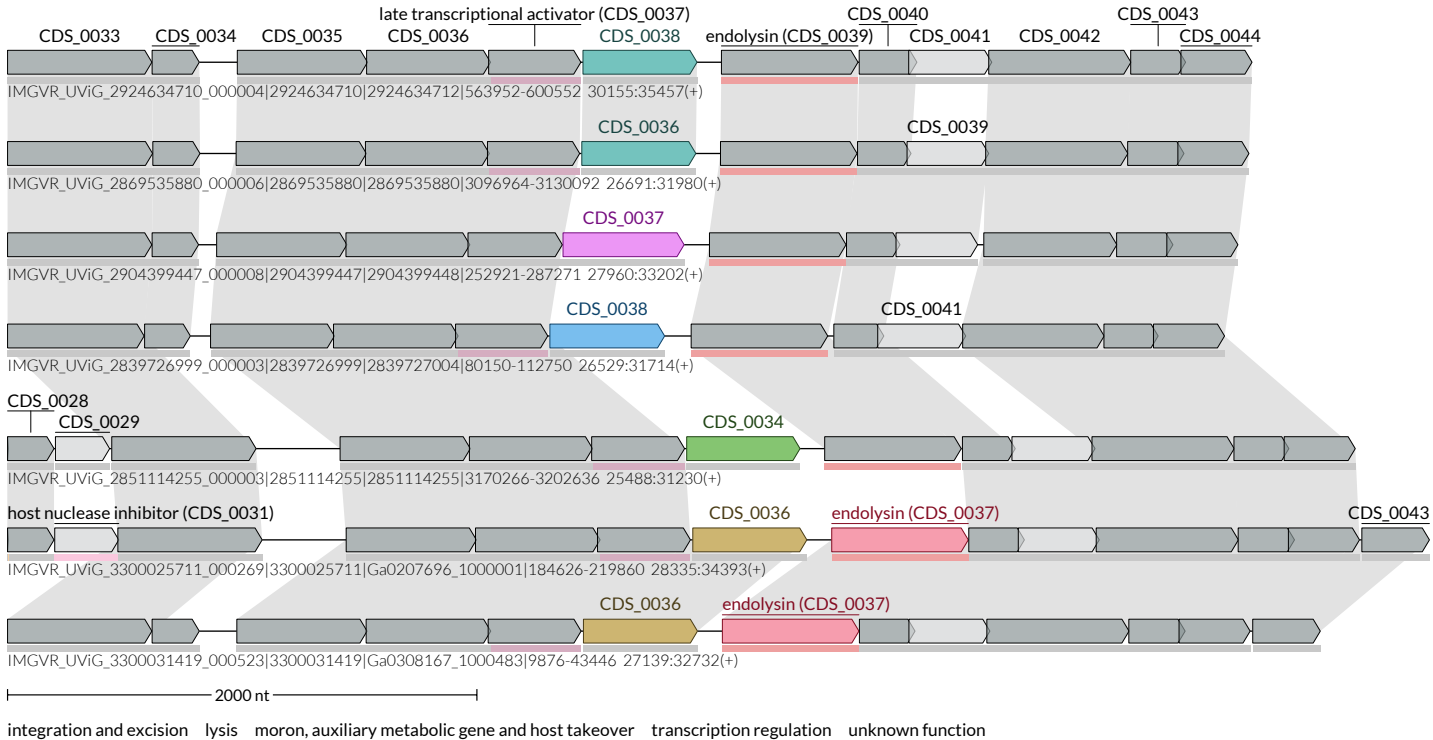 late transcriptional activator (CDS_0037) CDS_0040 CDS_0043
CDS_0033 CDS_0034 CDS_0035 CDS_0036 CDS_0038 endolysin (CDS_0039) CDS_0041 CDS_0042 CDS_0044
IMGVR_UViG_2924634710_000004|2924634710|2924634712|563952-600552 30155:35457(+)
CDS_0036 CDS_0039
IMGVR_UViG_2869535880_000006|2869535880|2869535880|3096964-3130092 26691:31980(+)
CDS_0037
IMGVR_UViG_2904399447_000008|2904399447|2904399448|252921-287271 27960:33202(+)
CDS_0038 CDS_0041
IMGVR_UViG_2839726999_000003|2839726999|2839727004|80150-112750 26529:31714(+)
CDS_0028
CDS_0029 CDS_0034
IMGVR_UViG_2851114255_000003|2851114255|2851114255|3170266-3202636 25488:31230(+)
host nuclease inhibitor (CDS_0031) CDS_0036 endolysin (CDS_0037) CDS_0043
IMGVR_UViG_3300025711_000269|3300025711|Ga0207696_1000001|184626-219860 28335:34393(+)
CDS_0036 endolysin (CDS_0037)
IMGVR_UViG_3300031419_000523|3300031419|Ga0308167_1000483|9876-43446 27139:32732(+)
2000 nt
integration and excision lysis moron, auxiliary metabolic gene and host takeover transcription regulation unknown function